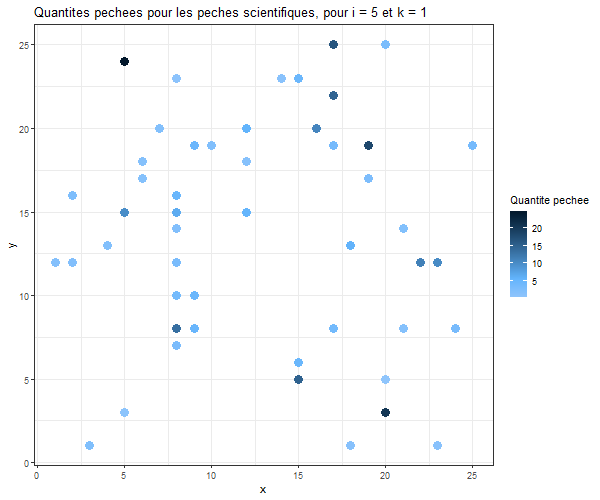 Quantites pechees pour les peches scientifiques, pour i = 5 et k = 1
25
20
15
10
5
0
y
0 5 10 15 20 25
x
Quantite pechee
20
15
10
5